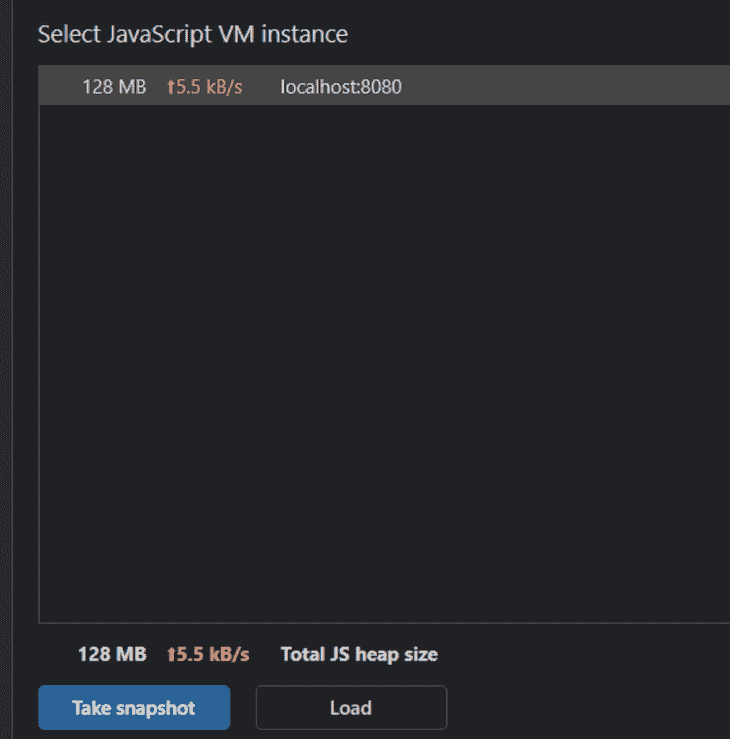 Select JavaScript VM instance
128 MB ⬆5.5 kB/s localhost:8080
128 MB ⬆5.5 kB/s Total JS heap size
Take snapshot Load